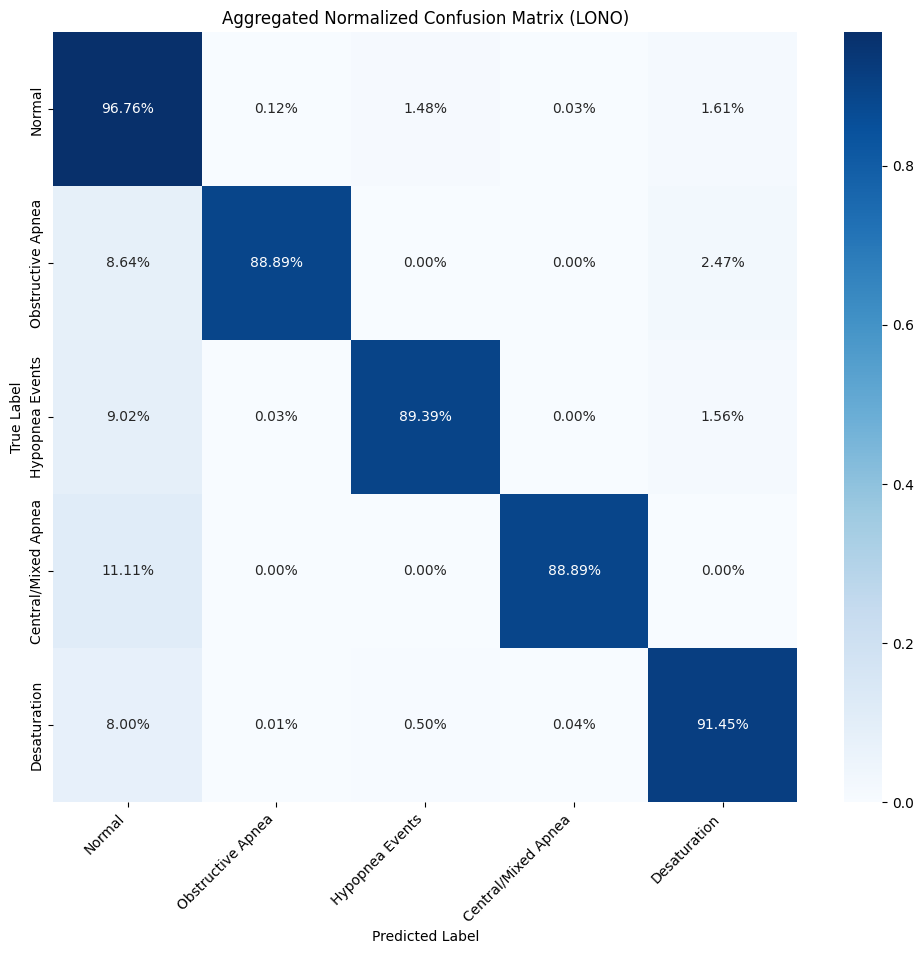 Aggregated Normalized Confusion Matrix (LONO)
True Label
Normal
96.76% 0.12% 1.48% 0.03% 1.61%
Obstructive Apnea
8.64% 88.89% 0.00% 0.00% 2.47%
Hypopnea Events
9.02% 0.03% 89.39% 0.00% 1.56%
Central/Mixed Apnea
11.11% 0.00% 0.00% 88.89% 0.00%
Desaturation
8.00% 0.01% 0.50% 0.04% 91.45%
Normal
Obstructive Apnea
Hypopnea Events
Central/Mixed Apnea
Desaturation
Predicted Label
0.8
0.6
0.4
0.2
0.0